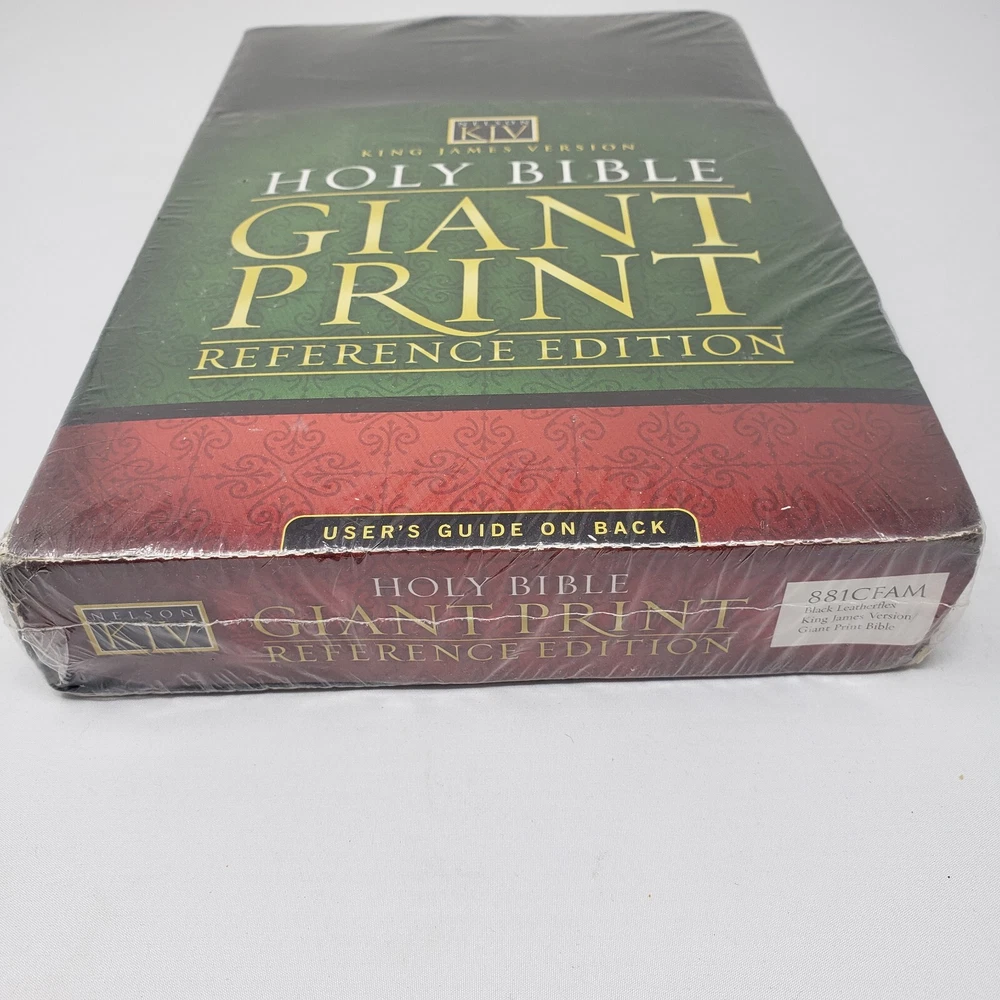 NELSON
KJV
KING JAMES VERSION
HOLY BIBLE
GIANT
PRINT
REFERENCE EDITION
USER'S GUIDE ON BACK
NELSON
KJV
HOLY BIBLE
GIANT PRINT
REFERENCE EDITION
881CFAM
Black Leatherflex
King James Version
Giant Print Bible